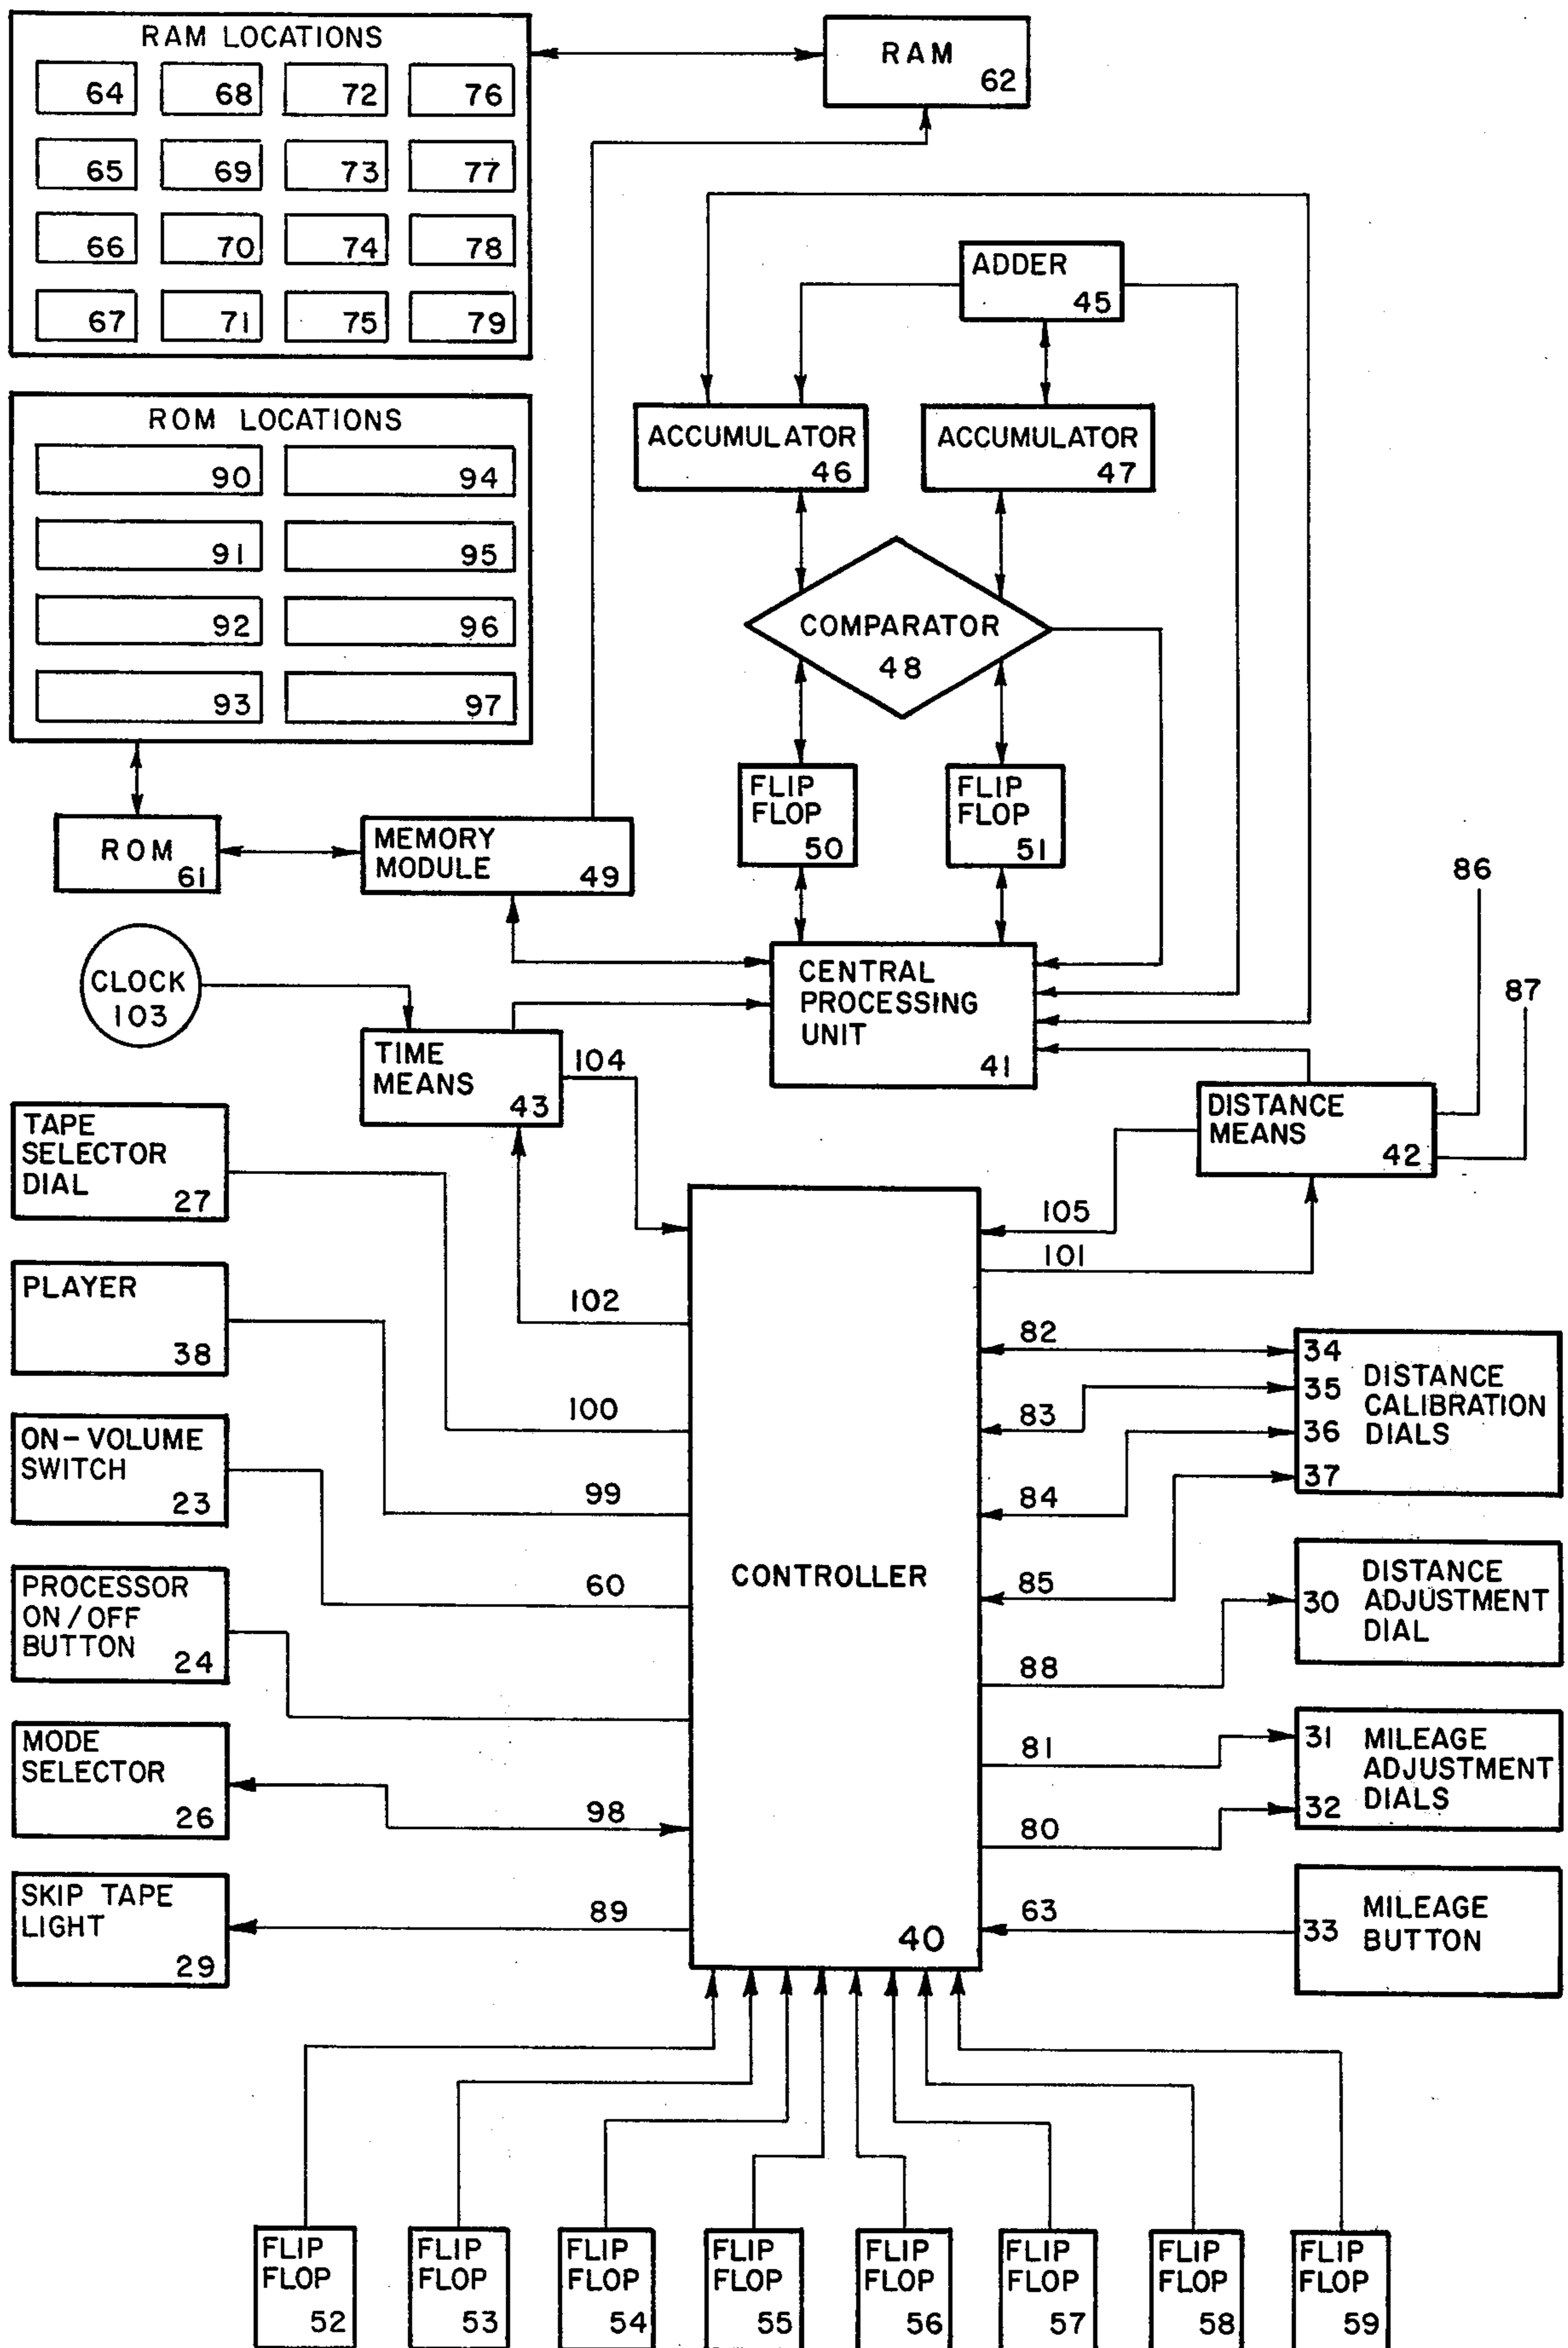 RAM LOCATIONS
64 68 72 76
65 69 73 77
66 70 74 78
67 71 75 79
RAM
62
ADDER
45
ROM LOCATIONS
90 94
91 95
92 96
93 97
ACCUMULATOR
46
ACCUMULATOR
47
COMPARATOR
48
FLIP
FLOP
50
FLIP
FLOP
51
ROM
61
MEMORY
MODULE
49
86
87
CLOCK
103
CENTRAL
PROCESSING
UNIT
41
TIME
MEANS
43
104
DISTANCE
MEANS
42
TAPE
SELECTOR
DIAL
27
105
101
PLAYER
38
102
100
99
60
98
89
ON-VOLUME
SWITCH
23
PROCESSOR
ON/OFF
BUTTON
24
MODE
SELECTOR
26
SKIP TAPE
LIGHT
29
CONTROLLER
40
82
83
84
85
88
81
80
63
34
35
36
37
DISTANCE
CALIBRATION
DIALS
30
DISTANCE
ADJUSTMENT
DIAL
31
32
MILEAGE
ADJUSTMENT
DIALS
33
MILEAGE
BUTTON
FLIP
FLOP
52
FLIP
FLOP
53
FLIP
FLOP
54
FLIP
FLOP
55
FLIP
FLOP
56
FLIP
FLOP
57
FLIP
FLOP
58
FLIP
FLOP
59